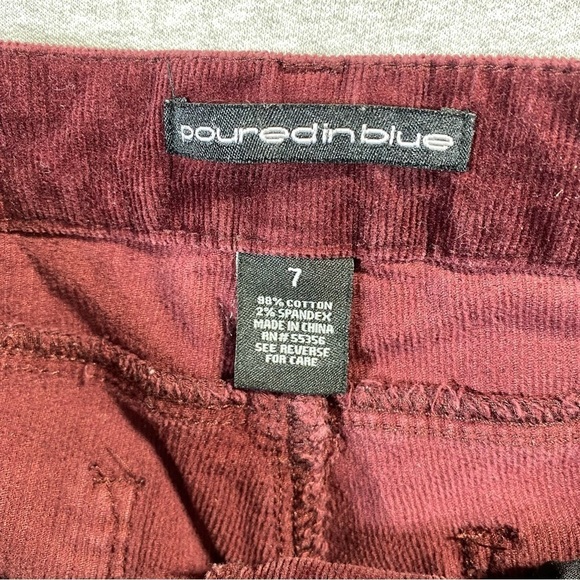 pouredinblue
7
98% COTTON
2% SPANDEX
MADE IN CHINA
RN# 55356
SEE REVERSE
FOR CARE